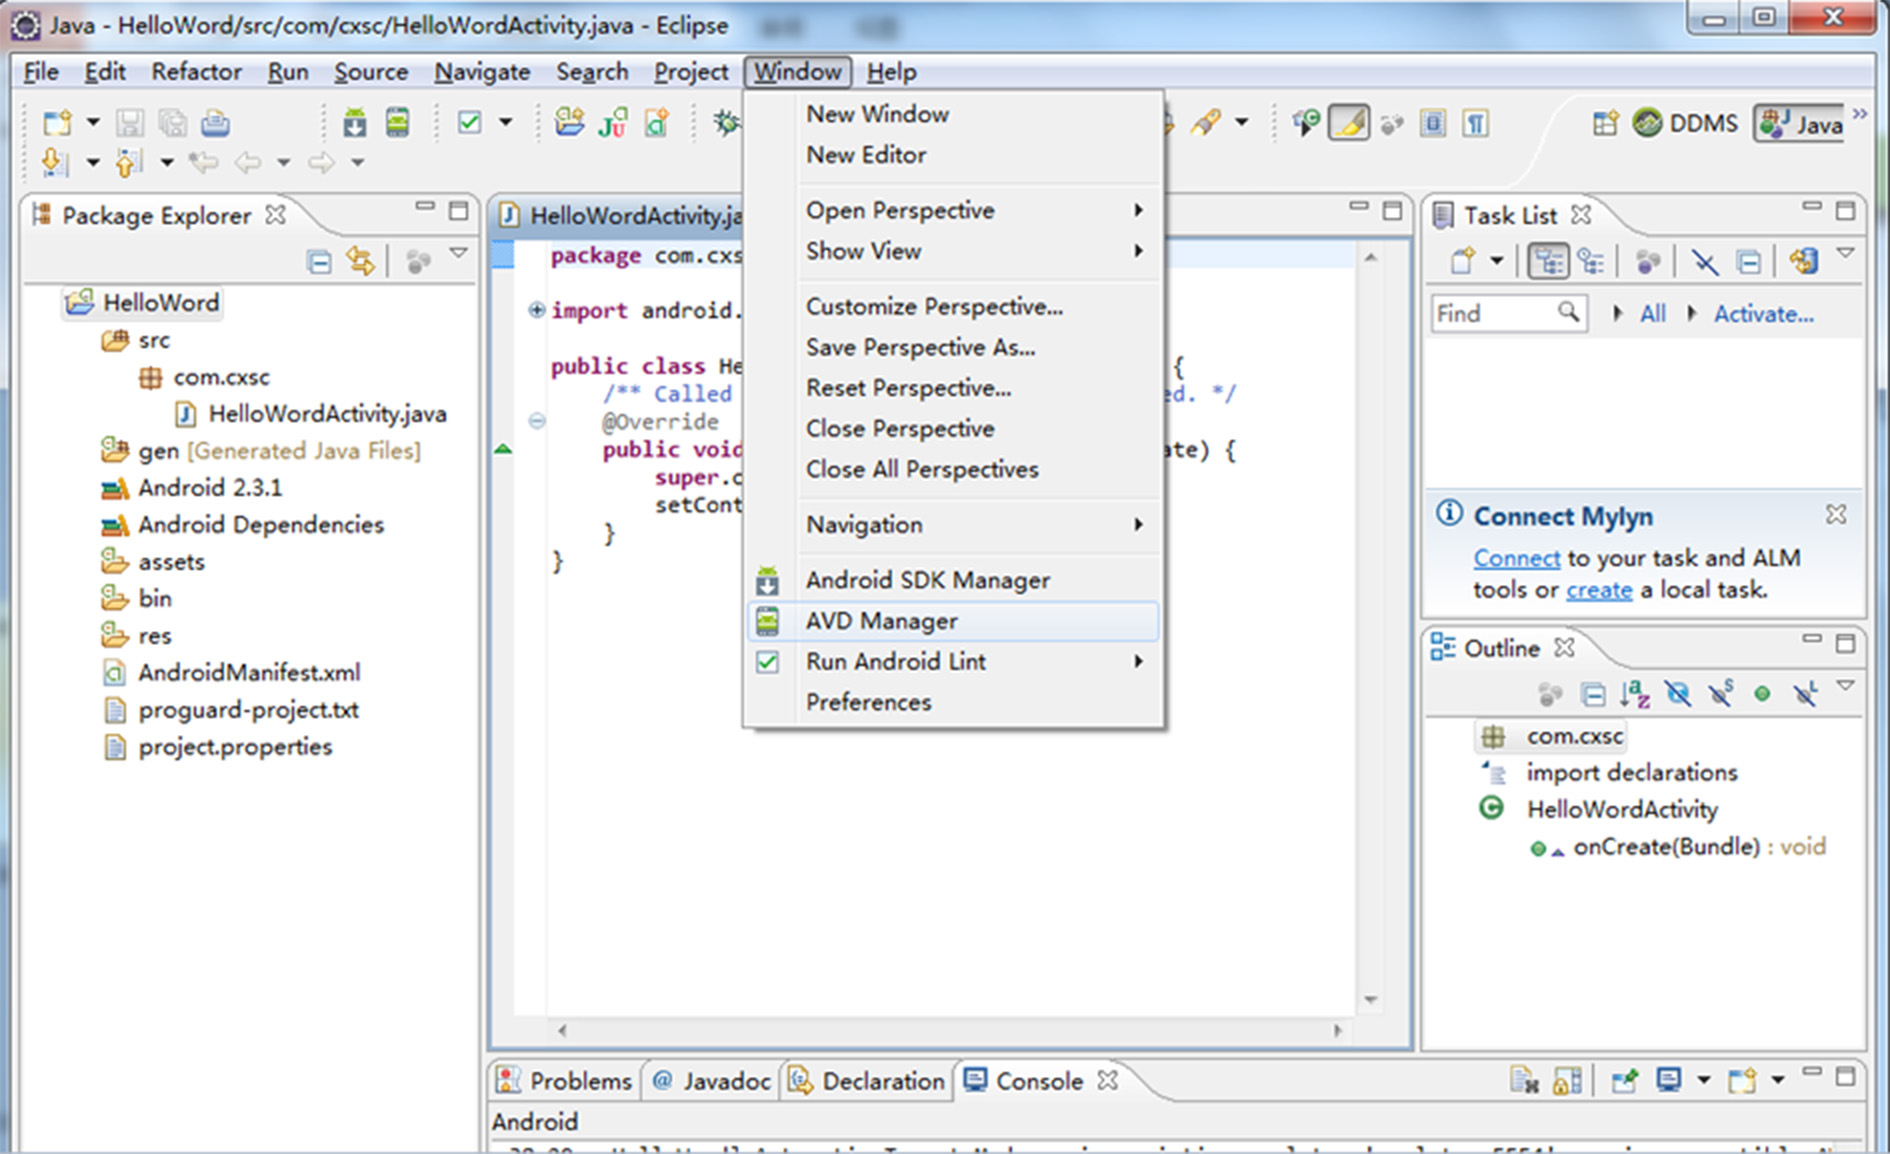 Java - HelloWord/src/com/cxsc/HelloWordActivity.java - Eclipse
File Edit Refactor Run Source Navigate Search Project Window Help
DDMS Java
New Window
New Editor
Open Perspective
Show View
Customize Perspective...
Save Perspective As...
Reset Perspective...
Close Perspective
Close All Perspectives
Navigation
Android SDK Manager
AVD Manager
Run Android Lint
Preferences
Package Explorer
HelloWord
src
com.cxsc
HelloWordActivity.java
gen [Generated Java Files]
Android 2.3.1
Android Dependencies
assets
bin
res
AndroidManifest.xml
proguard-project.txt
project.properties
HelloWordActivity.ja
package com.cxs
import android.
public class He {
/** Called ed. */
@Override
public void ate) {
super.c
setCont
}
}
Task List
Find All Activate...
Connect Mylyn
Connect to your task and ALM
tools or create a local task.
Outline
com.cxsc
import declarations
HelloWordActivity
onCreate(Bundle) : void
Problems Javadoc Declaration Console
Android